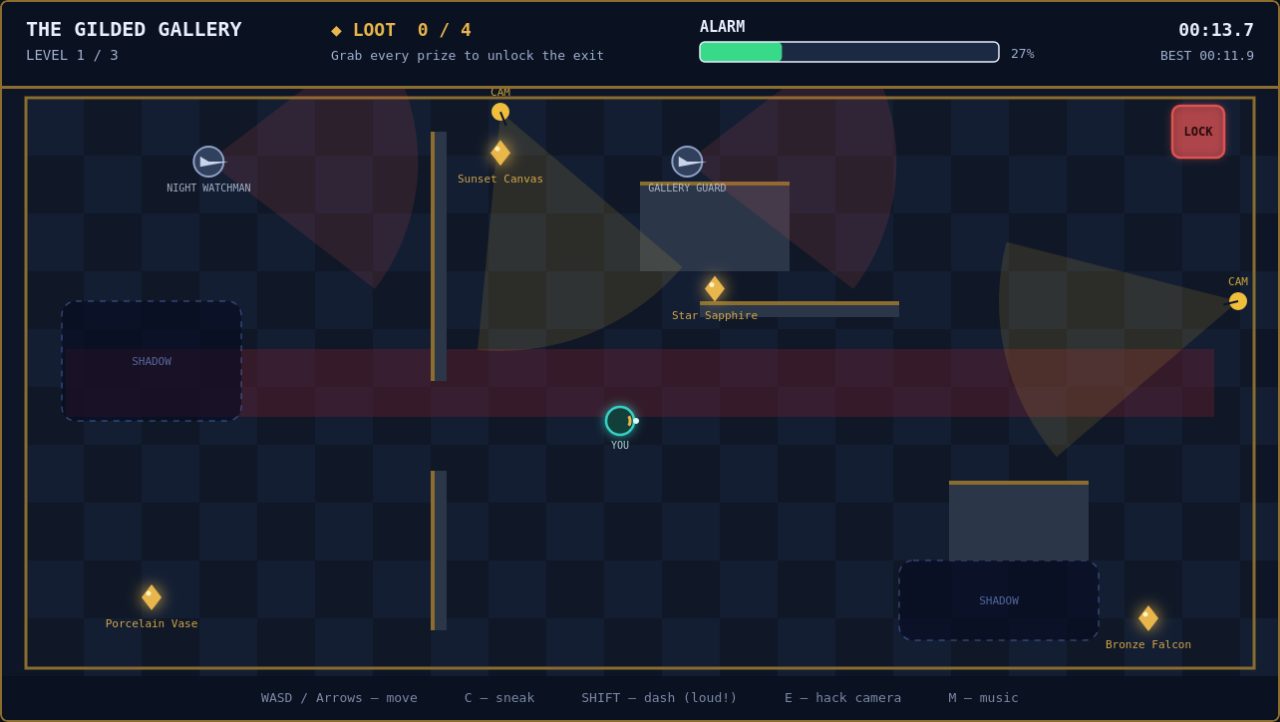 THE GILDED GALLERY
LEVEL 1 / 3
◆ LOOT 0 / 4
Grab every prize to unlock the exit
ALARM
27%
00:13.7
BEST 00:11.9
CAM
LOCK
Sunset Canvas
NIGHT WATCHMAN
GALLERY GUARD
CAM
Star Sapphire
SHADOW
YOU
SHADOW
Porcelain Vase
Bronze Falcon
WASD / Arrows — move C — sneak SHIFT — dash (loud!) E — hack camera M — music